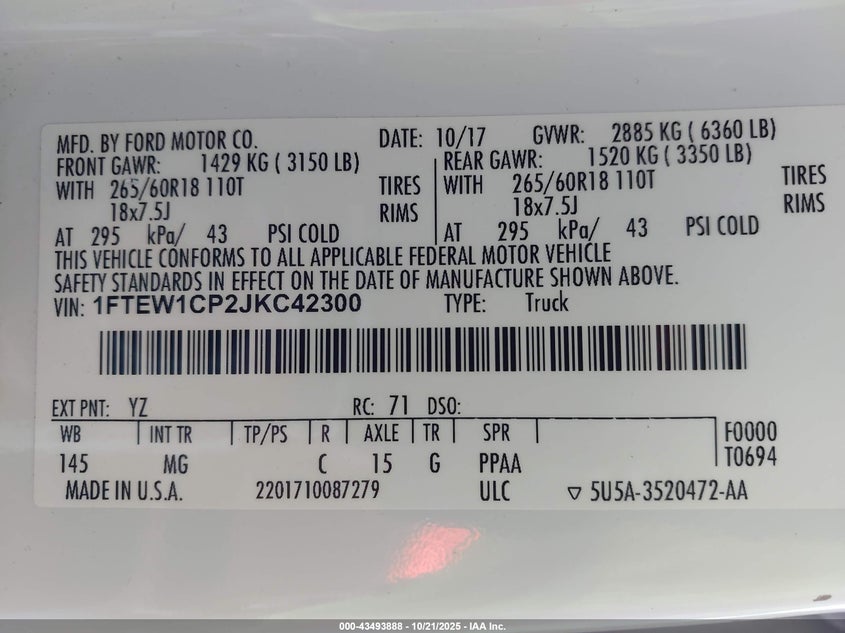 MFD. BY FORD MOTOR CO. DATE: 10/17 GVWR: 2885 KG ( 6360 LB)
FRONT GAWR: 1429 KG ( 3150 LB) REAR GAWR: 1520 KG ( 3350 LB)
WITH 265/60R18 110T TIRES WITH 265/60R18 110T TIRES
18x7.5J RIMS 18x7.5J RIMS
AT 295 kPa/ 43 PSI COLD AT 295 kPa/ 43 PSI COLD
THIS VEHICLE CONFORMS TO ALL APPLICABLE FEDERAL MOTOR VEHICLE
SAFETY STANDARDS IN EFFECT ON THE DATE OF MANUFACTURE SHOWN ABOVE.
VIN: 1FTEW1CP2JKC42300 TYPE: Truck
EXT PNT: YZ RC: 71 DSO:
WB INT TR TP/PS R AXLE TR SPR F0000
145 MG C 15 G PPAA T0694
MADE IN U.S.A. 2201710087279 ULC ▽ 5U5A-3520472-AA
000-43493888 - 10/21/2025 - IAA Inc.